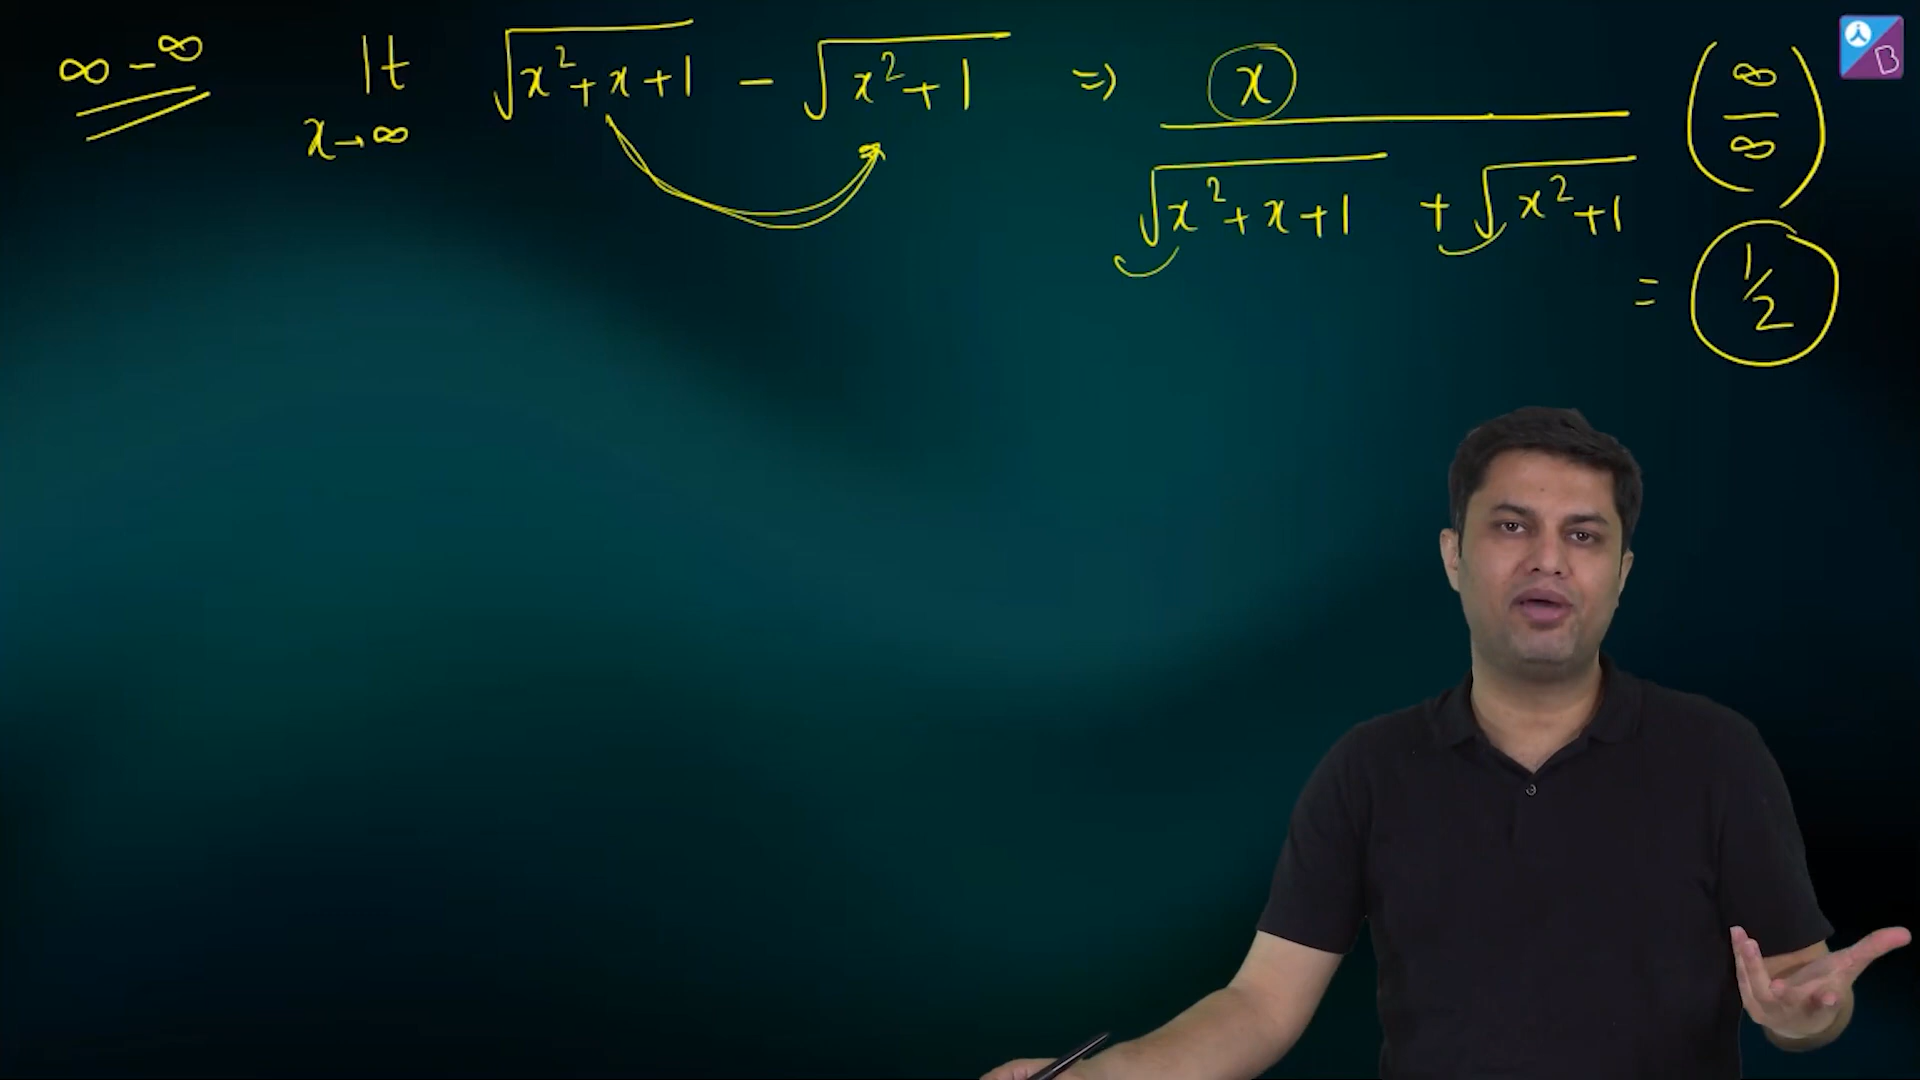 ∞ - ∞ lt x→∞ √(x² + x + 1) - √(x² + 1) ⇒ x / (√(x² + x + 1) + √(x² + 1)) (∞/∞)
= 1/2
B